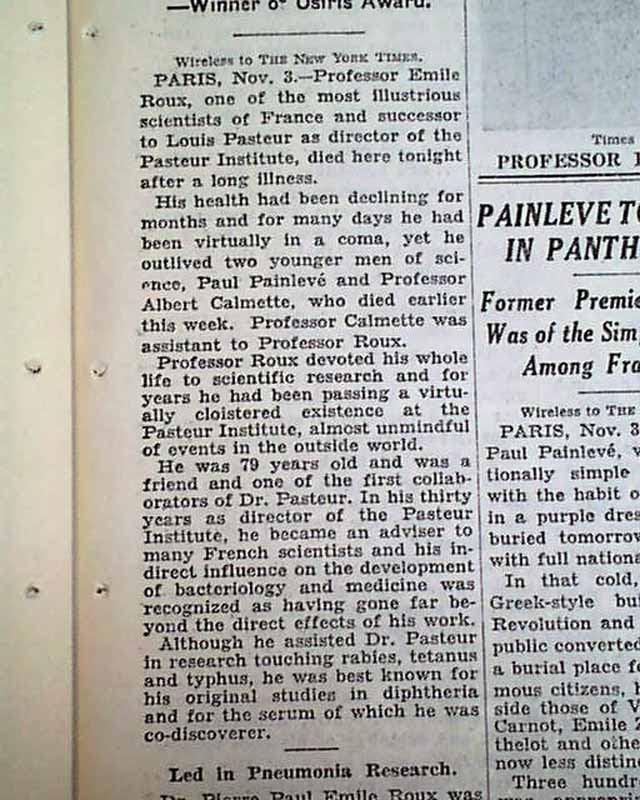 —Winner of Osiris Award.
Wireless to THE NEW YORK TIMES.
PARIS, Nov. 3.—Professor Emile
Roux, one of the most illustrious
scientists of France and successor
to Louis Pasteur as director of the
Pasteur Institute, died here tonight
after a long illness.
His health had been declining for
months and for many days he had
been virtually in a coma, yet he
outlived two younger men of sci-
ence, Paul Painlevé and Professor
Albert Calmette, who died earlier
this week. Professor Calmette was
assistant to Professor Roux.
Professor Roux devoted his whole
life to scientific research and for
years he had been passing a virtu-
ally cloistered existence at the
Pasteur Institute, almost unmindful
of events in the outside world.
He was 79 years old and was a
friend and one of the first collab-
orators of Dr. Pasteur. In his thirty
years as director of the Pasteur
Institute, he became an adviser to
many French scientists and his in-
direct influence on the development
of bacteriology and medicine was
recognized as having gone far be-
yond the direct effects of his work.
Although he assisted Dr. Pasteur
in research touching rabies, tetanus
and typhus, he was best known for
his original studies in diphtheria
and for the serum of which he was
co-discoverer.
Led in Pneumonia Research.
Dr. Pierre Paul Emile Roux was
Times
PROFESSOR
PAINLEVE
IN PANTH
Former Premie
Was of the Sim
Among Fra
Wireless to THE
PARIS, Nov. 3
Paul Painlevé,
tionally simple
with the habit
in a purple
buried tomorrow
with full nationa
In that cold,
Greek-style
Revolution and
public converted
a burial place
mous citizens,
side those of V
Carnot, Emile Z
thelot and
now less distin
Three hundr